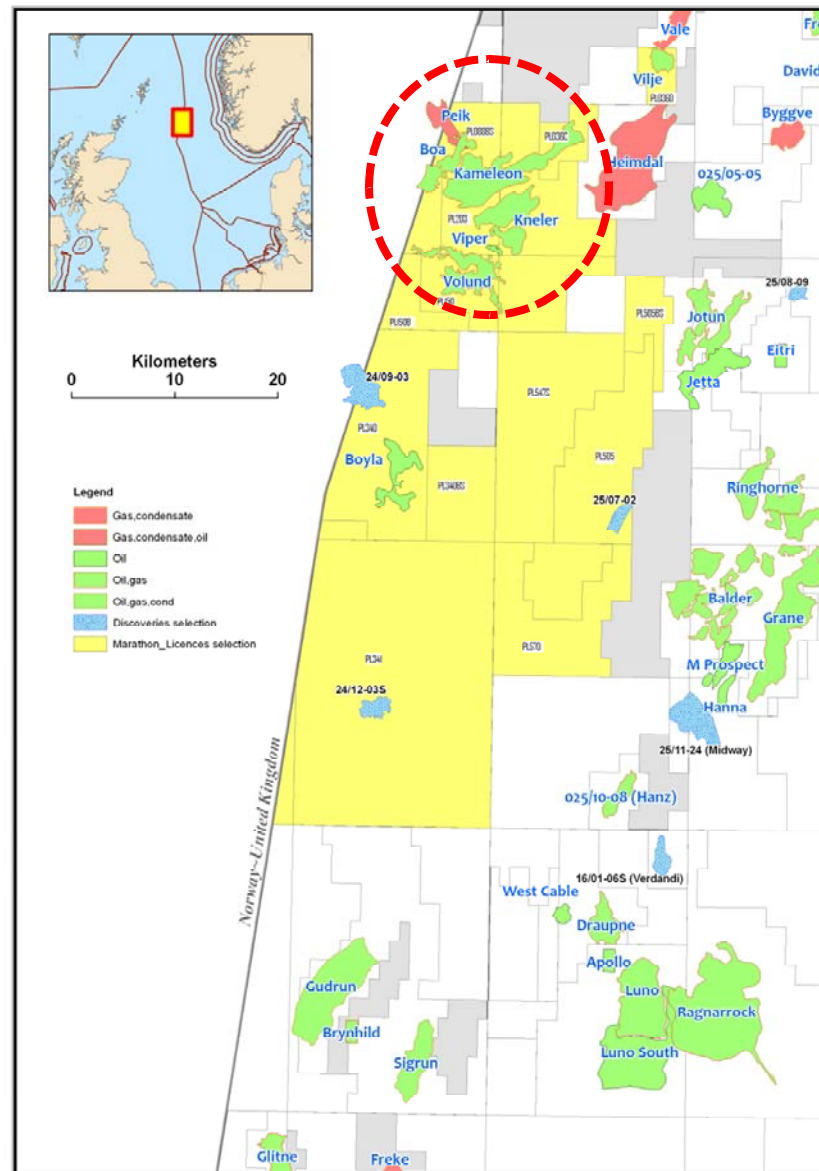 Vale
Fro
David
Vilje
PL036D
Byggve
Peik
PL088BS
PL036C
Boa
Heimdal
Kameleon
025/05-05
PL203
Kneler
Viper
Volund
PL150
PL150B
PL505BS
25/08-09
Jotun
Eitri
Jetta
Kilometers
0 10 20
24/09-03
PL547S
PL340
Boyla
PL340BS
PL505
25/07-02
Ringhorne
Legend
Gas,condensate
Gas,condensate,oil
Oil
Oil,gas
Oil,gas,cond
Discoveries selection
Marathon_Licences selection
Balder
Grane
PL570
PL341
M Prospect
24/12-03S
Hanna
25/11-24 (Midway)
025/10-08 (Hanz)
Norway~United Kingdom
16/01-06S (Verdandi)
West Cable
Draupne
Apollo
Gudrun
Luno
Ragnarrock
Brynhild
Luno South
Sigrun
Glitne
Freke